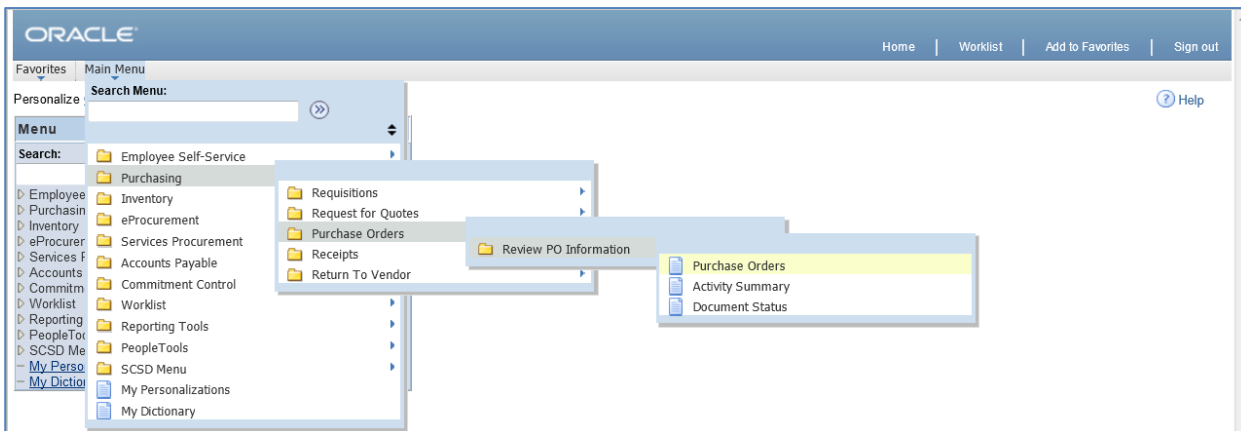 ORACLE
Home | Worklist | Add to Favorites | Sign out
Favorites Main Menu
Personalize
Help
Search Menu:
Menu
Search:
Employee
Purchasin
Inventory
eProcurer
Services
Accounts
Commitm
Worklist
Reporting
PeopleToo
SCSD Me
My Perso
My Diction
Employee Self-Service
Purchasing
Inventory
eProcurement
Services Procurement
Accounts Payable
Commitment Control
Worklist
Reporting Tools
PeopleTools
SCSD Menu
My Personalizations
My Dictionary
Requisitions
Request for Quotes
Purchase Orders
Receipts
Return To Vendor
Review PO Information
Purchase Orders
Activity Summary
Document Status